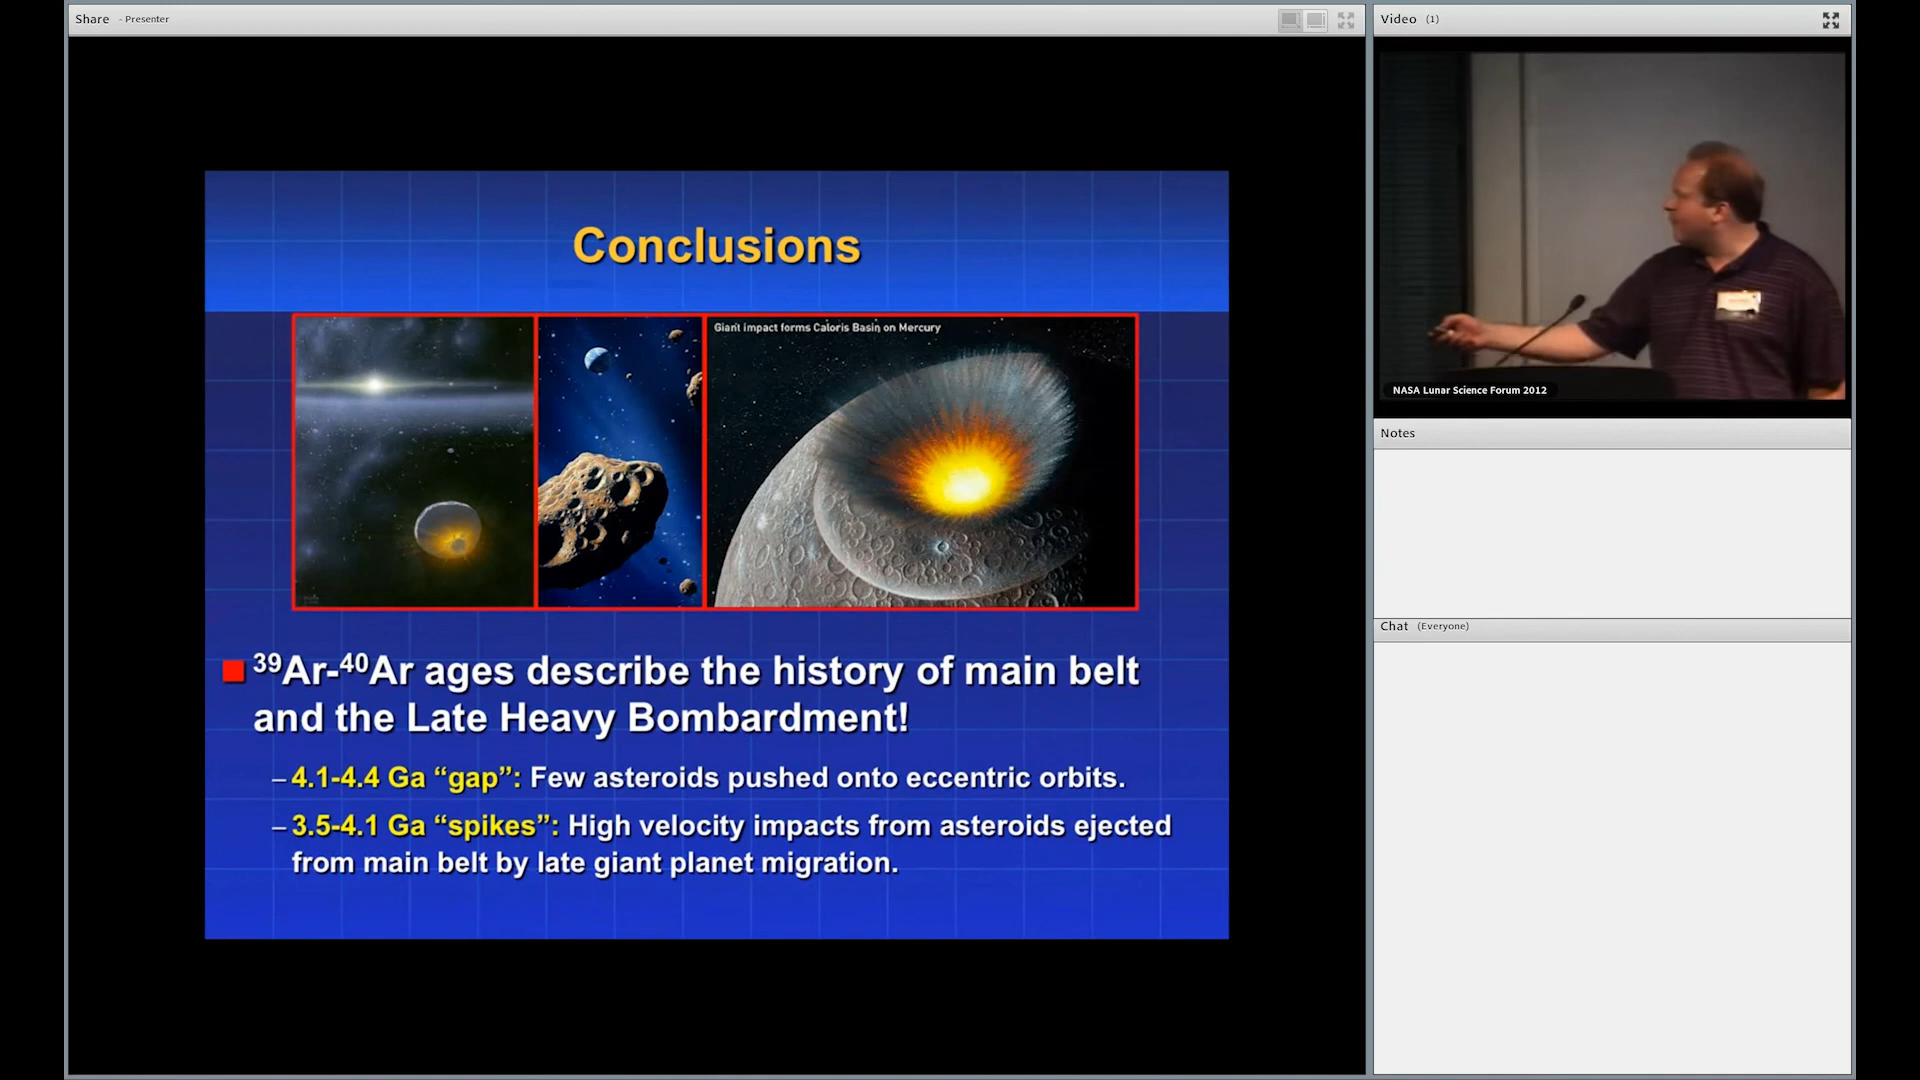 Share - Presenter
Video (1)
Conclusions
Giant impact forms Caloris Basin on Mercury
³⁹Ar-⁴⁰Ar ages describe the history of main belt
and the Late Heavy Bombardment!
– 4.1-4.4 Ga “gap”: Few asteroids pushed onto eccentric orbits.
– 3.5-4.1 Ga “spikes”: High velocity impacts from asteroids ejected
from main belt by late giant planet migration.
NASA Lunar Science Forum 2012
Notes
Chat (Everyone)